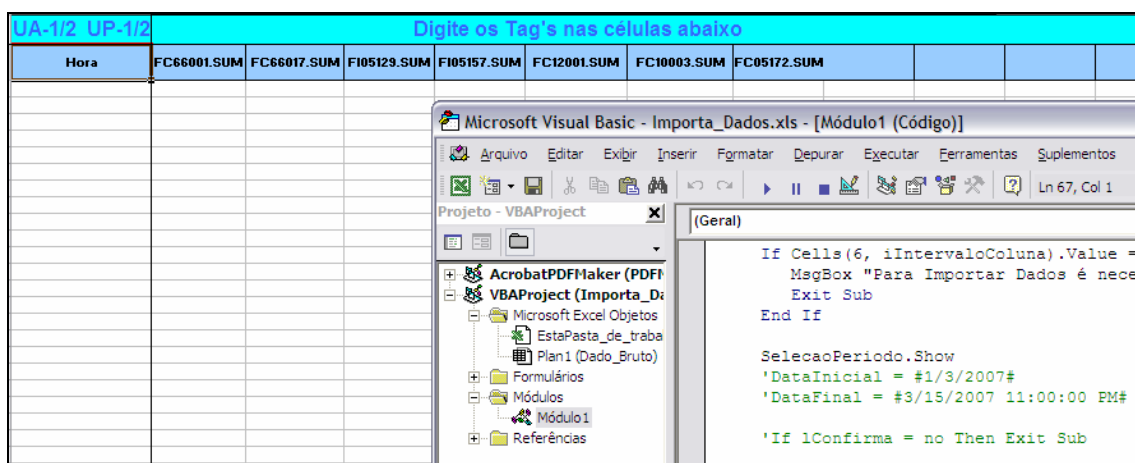 UA-1/2 UP-1/2 Digite os Tag's nas células abaixo
Hora FC66001.SUM FC66017.SUM FI05129.SUM FI05157.SUM FC12001.SUM FC10003.SUM FC05172.SUM
Microsoft Visual Basic - Importa_Dados.xls - [Módulo1 (Código)]
Arquivo Editar Exibir Inserir Formatar Depurar Executar Ferramentas Suplementos
Ln 67, Col 1
Projeto - VBAProject
(Geral)
AcrobatPDFMaker (PDFM
VBAProject (Importa_Da
Microsoft Excel Objetos
EstaPasta_de_traba
Plan1 (Dado_Bruto)
Formulários
Módulos
Módulo1
Referências
If Cells(6, iIntervaloColuna).Value =
MsgBox "Para Importar Dados é nece
Exit Sub
End If
SelecaoPeriodo.Show
'DataInicial = #1/3/2007#
'DataFinal = #3/15/2007 11:00:00 PM#
'If lConfirma = no Then Exit Sub